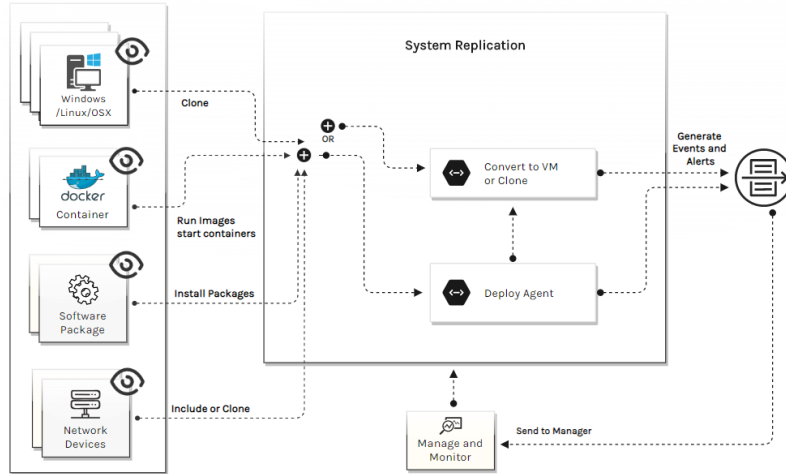 System Replication
Windows
/Linux/OSX
Clone
OR
Generate
Events and
Alerts
Convert to VM
or Clone
docker
Container
Run Images
start containers
Install Packages
Deploy Agent
Software
Package
Include or Clone
Network
Devices
Manage and
Monitor
Send to Manager